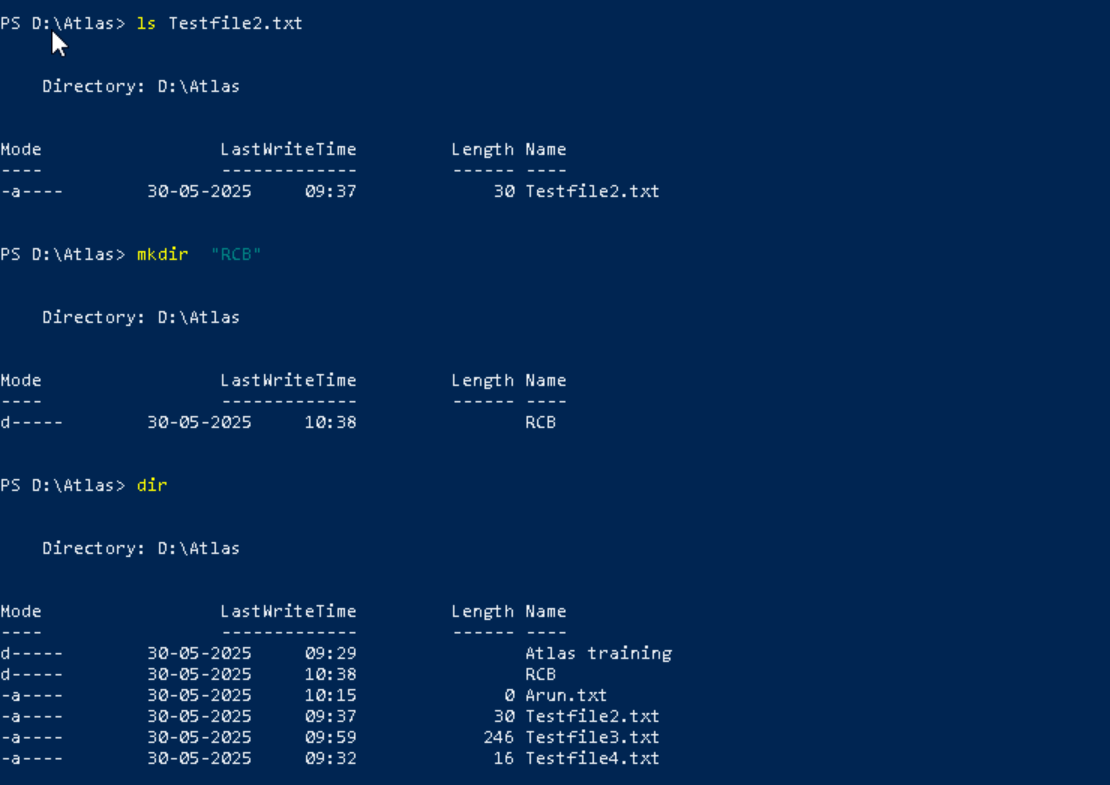 PS D:\Atlas> ls Testfile2.txt
Directory: D:\Atlas
Mode                LastWriteTime         Length Name
----                -------------         ------ ----
-a----        30-05-2025     09:37             30 Testfile2.txt
PS D:\Atlas> mkdir  "RCB"
Directory: D:\Atlas
Mode                LastWriteTime         Length Name
----                -------------         ------ ----
d-----        30-05-2025     10:38                RCB
PS D:\Atlas> dir
Directory: D:\Atlas
Mode                LastWriteTime         Length Name
----                -------------         ------ ----
d-----        30-05-2025     09:29                Atlas training
d-----        30-05-2025     10:38                RCB
-a----        30-05-2025     10:15              0 Arun.txt
-a----        30-05-2025     09:37             30 Testfile2.txt
-a----        30-05-2025     09:59            246 Testfile3.txt
-a----        30-05-2025     09:32             16 Testfile4.txt